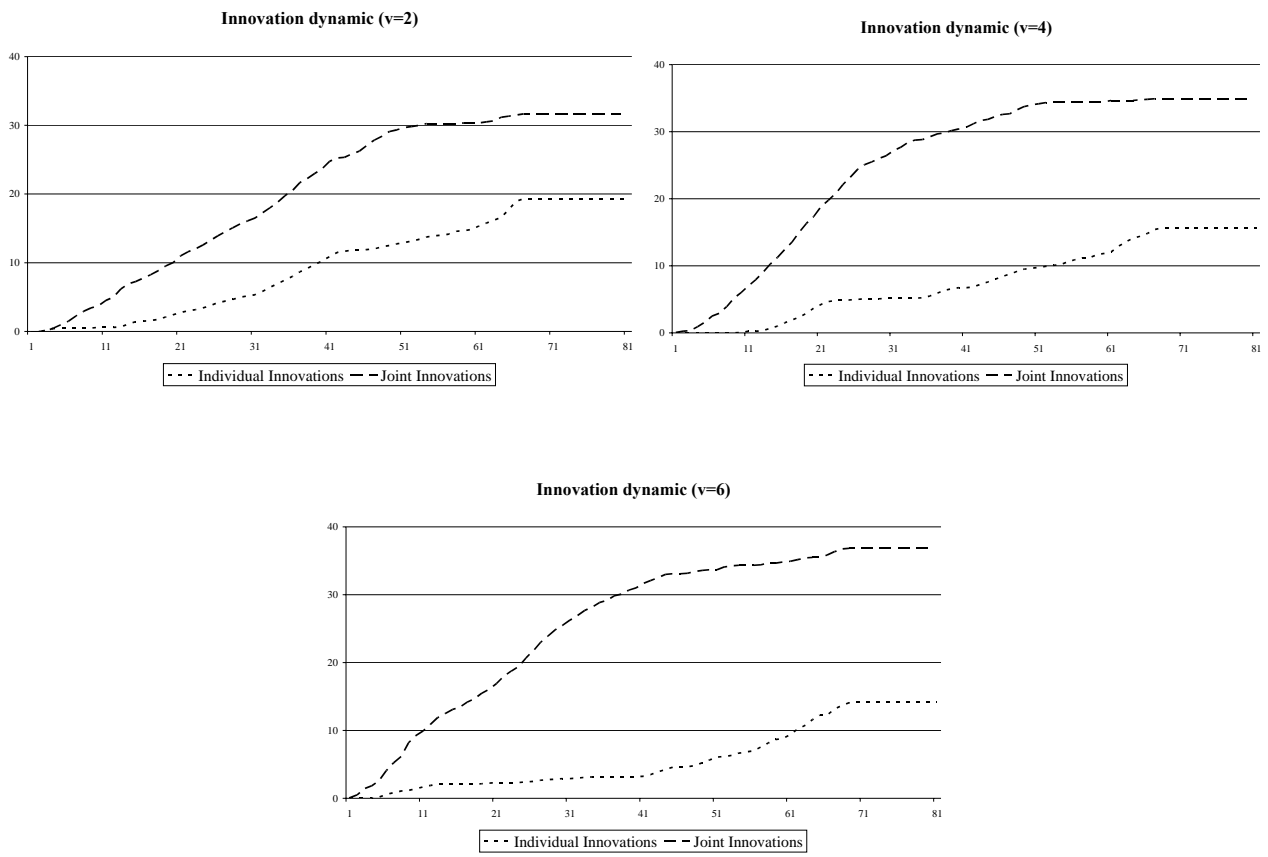 Innovation dynamic (v=2)
40
30
20
10
0
1 11 21 31 41 51 61 71 81
Individual Innovations Joint Innovations
Innovation dynamic (v=4)
40
30
20
10
0
1 11 21 31 41 51 61 71 81
Individual Innovations Joint Innovations
Innovation dynamic (v=6)
40
30
20
10
0
1 11 21 31 41 51 61 71 81
Individual Innovations Joint Innovations